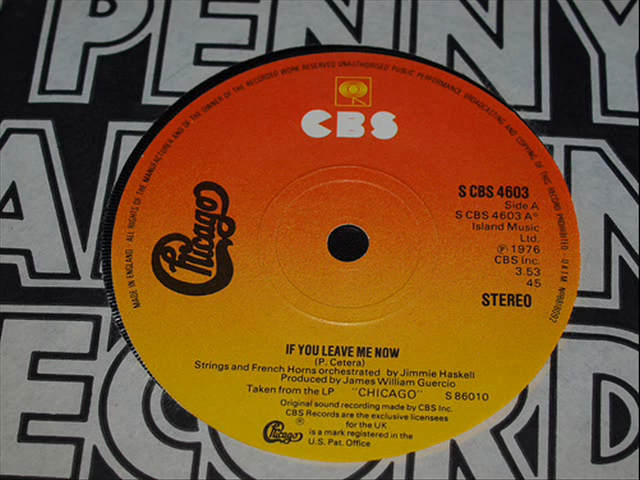 PENNY
LA
RECORD
MADE IN ENGLAND · ALL RIGHTS OF THE MANUFACTURER AND OF THE OWNER OF THE RECORDED WORK RESERVED UNAUTHORISED PUBLIC PERFORMANCE BROADCASTING AND COPYING OF THIS RECORD PROHIBITED
CBS
S CBS 4603
Side A
S CBS 4603 A°
Island Music
Ltd.
℗ 1976
CBS Inc.
3.53
45
STEREO
Chicago
IF YOU LEAVE ME NOW
(P. Cetera)
Strings and French Horns orchestrated by Jimmie Haskell
Produced by James William Guercio
Taken from the LP "CHICAGO" S 86010
Original sound recording made by CBS Inc.
CBS Records are the exclusive licensees
for the UK
Chicago ® is a mark registered in the
U.S. Pat. Office